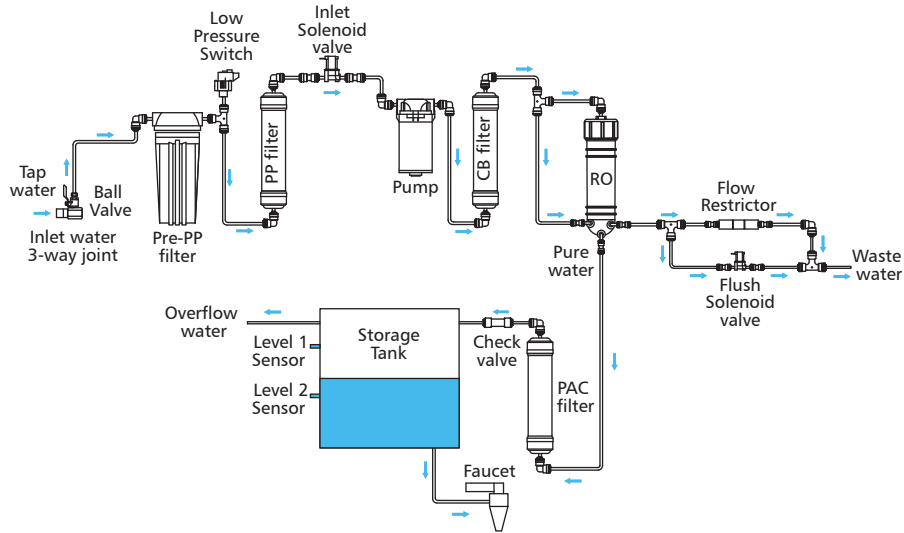 Low
Pressure
Switch
Inlet
Solenoid
valve
PP filter
Pump
CB filter
RO
Tap
water
Ball
Valve
Inlet water
3-way joint
Pre-PP
filter
Flow
Restrictor
Pure
water
Waste
water
Flush
Solenoid
valve
Overflow
water
Storage
Tank
Check
valve
Level 1
Sensor
Level 2
Sensor
PAC
filter
Faucet